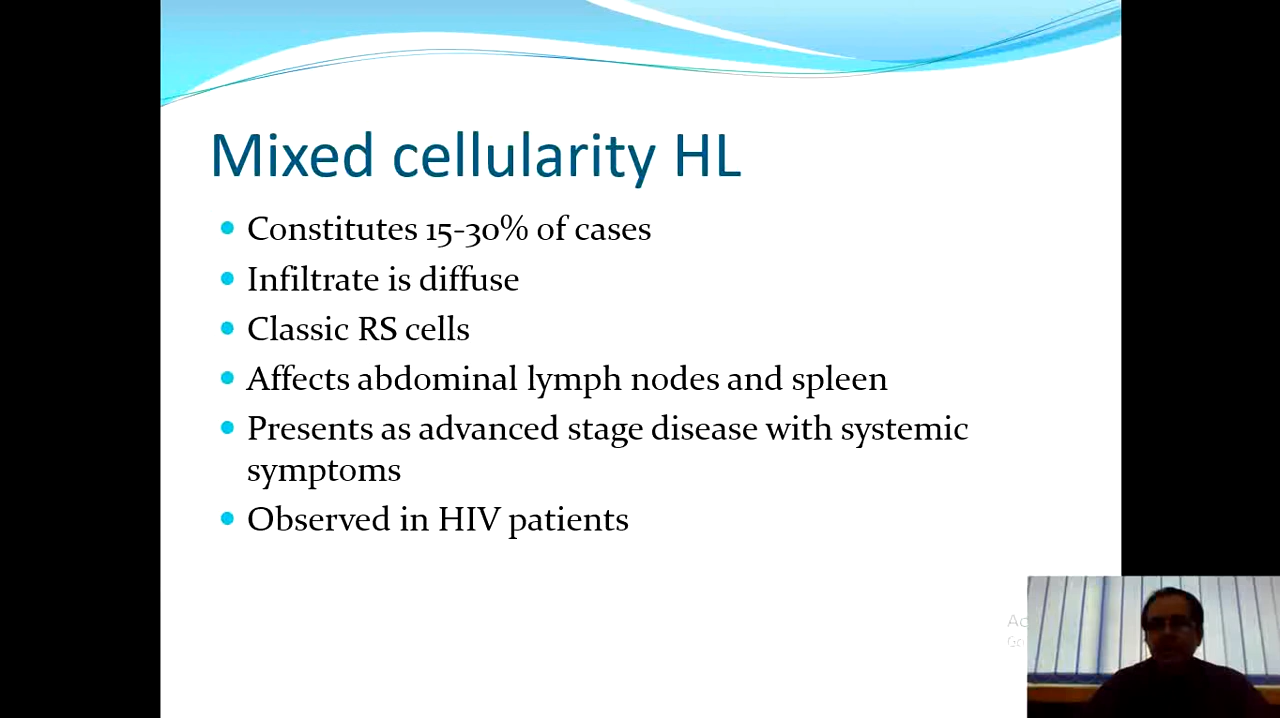 Mixed cellularity HL
Constitutes 15-30% of cases
Infiltrate is diffuse
Classic RS cells
Affects abdominal lymph nodes and spleen
Presents as advanced stage disease with systemic
symptoms
Observed in HIV patients